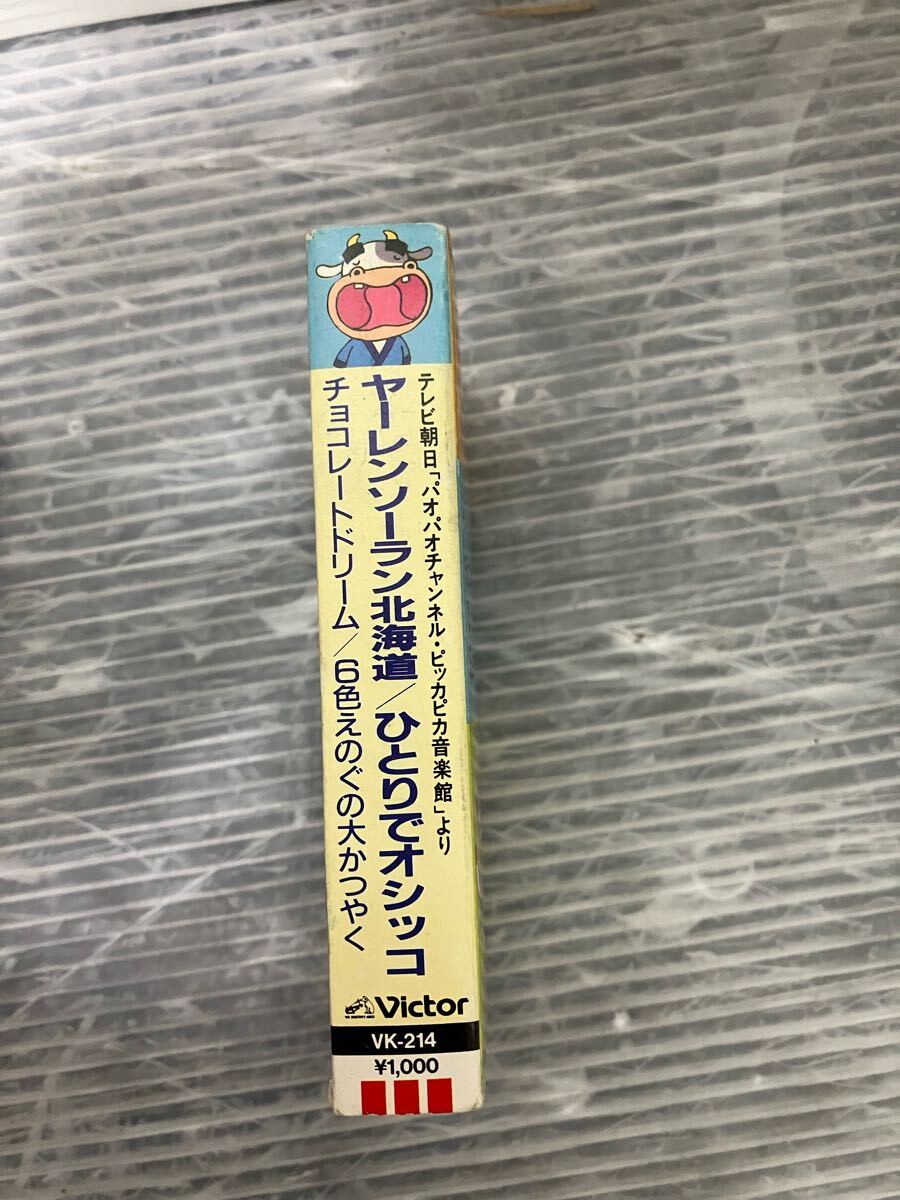 テレビ朝日「パオパオチャンネル・ピッカピカ音楽館」より
ヤーレンソーラン北海道/ひとりでオシッコ
チョコレートドリーム/6色えのぐの大かつやく
Victor
VK-214
¥1,000